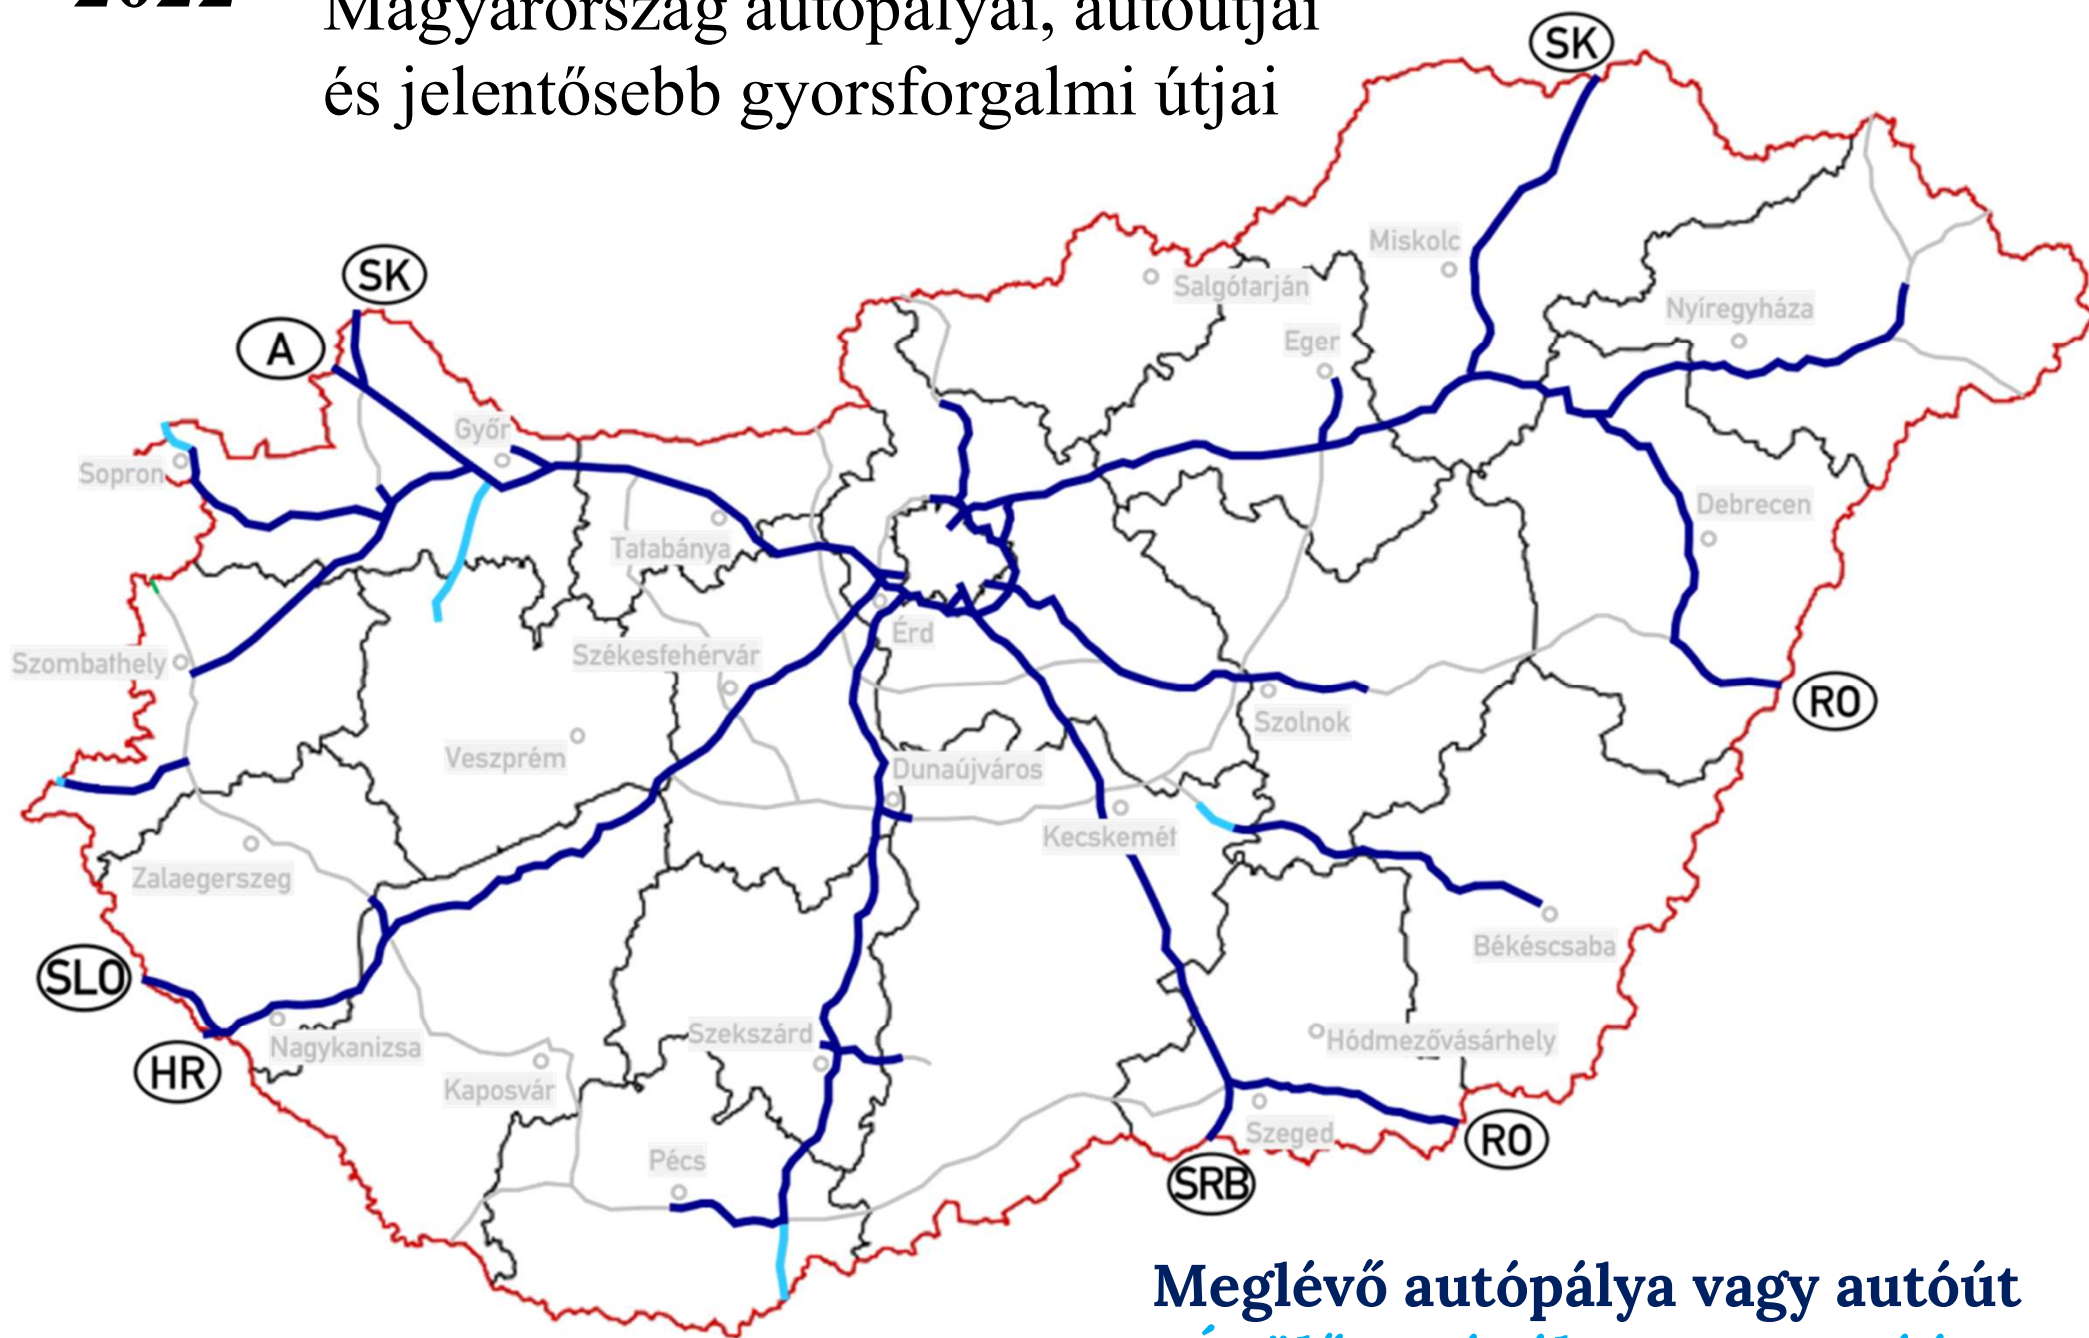 2022
Magyarország autópályái, autóútjai
és jelentősebb gyorsforgalmi útjai
SK
SK
A
Miskolc
Salgótarján
Nyíregyháza
Eger
Győr
Sopron
Debrecen
Tatabánya
Érd
Székesfehérvár
Szombathely
RO
Szolnok
Veszprém
Dunaújváros
Kecskemét
Zalaegerszeg
Békéscsaba
SLO
Szekszárd
Hódmezővásárhely
Nagykanizsa
HR
Kaposvár
Szeged
RO
Pécs
SRB
Meglévő autópálya vagy autóút